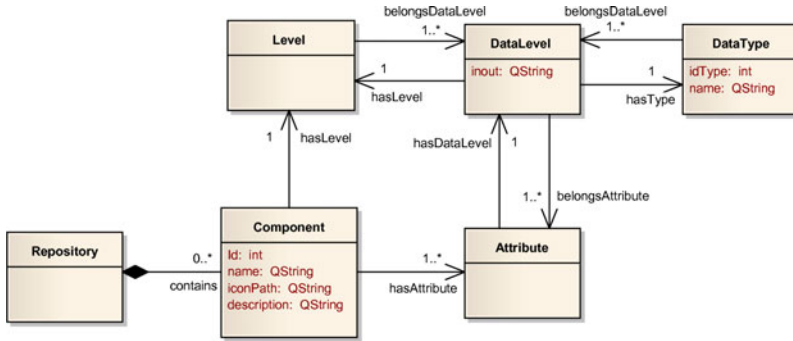 belongsDataLevel
belongsDataLevel
Level
1..*
DataLevel
1..*
DataType
inout: QString
1
hasLevel
1
hasType
idType: int
name: QString
1
hasLevel
hasDataLevel
1
1..*
belongsAttribute
Repository
0..*
contains
Component
Id: int
name: QString
iconPath: QString
description: QString
1..*
hasAttribute
Attribute